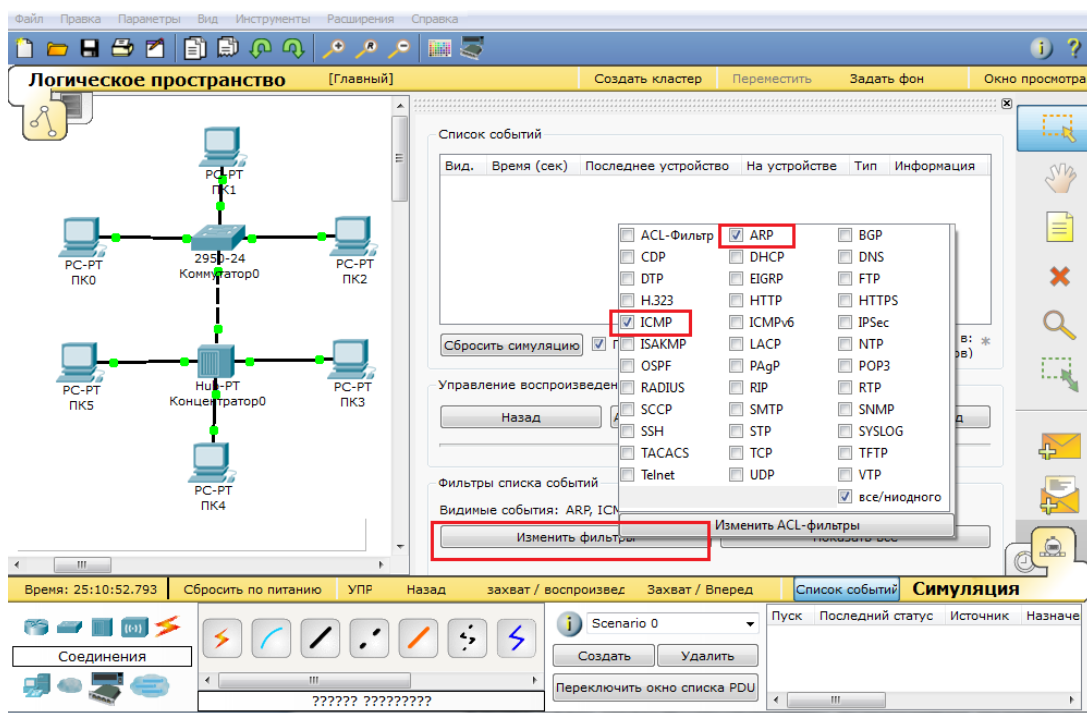 Файл Правка Параметры Вид Инструменты Расширения Справка
Логическое пространство [Главный] Создать кластер Переместить Задать фон Окно просмотра
Список событий
Вид. Время (сек) Последнее устройство На устройстве Тип Информация
PC-PT
ПК1
PC-PT
ПК0
2950-24
Коммутатор0
PC-PT
ПК2
PC-PT
ПК5
Hub-PT
Концентратор0
PC-PT
ПК3
PC-PT
ПК4
ACL-Фильтр ARP BGP
CDP DHCP DNS
DTP EIGRP FTP
H.323 HTTP HTTPS
ICMP ICMPv6 IPSec
ISAKMP LACP NTP
OSPF PAgP POP3
RADIUS RIP RTP
SCCP SMTP SNMP
SSH STP SYSLOG
TACACS TCP TFTP
Telnet UDP VTP
все/ниодного
Изменить ACL-фильтры
Сбросить симуляцию
Управление воспроизведен
Назад
Фильтры списка событий
Видимые события: ARP, ICM
Изменить фильтры
Время: 25:10:52.793 Сбросить по питанию УПР Назад захват / воспроизвед Захват / Вперед Список событий Симуляция
Соединения
?????? ?????????
Scenario 0
Создать Удалить
Переключить окно списка PDU
Пуск Последний статус Источник Назначе